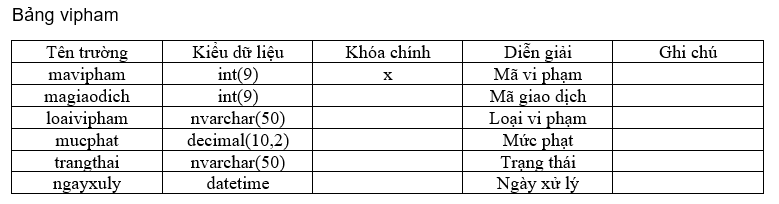 Bảng vipham
Tên trường Kiểu dữ liệu Khóa chính Diễn giải Ghi chú
mavipham int(9) x Mã vi phạm
magiaodich int(9) Mã giao dịch
loaivipham nvarchar(50) Loại vi phạm
mucphat decimal(10,2) Mức phạt
trangthai nvarchar(50) Trạng thái
ngayxuly datetime Ngày xử lý